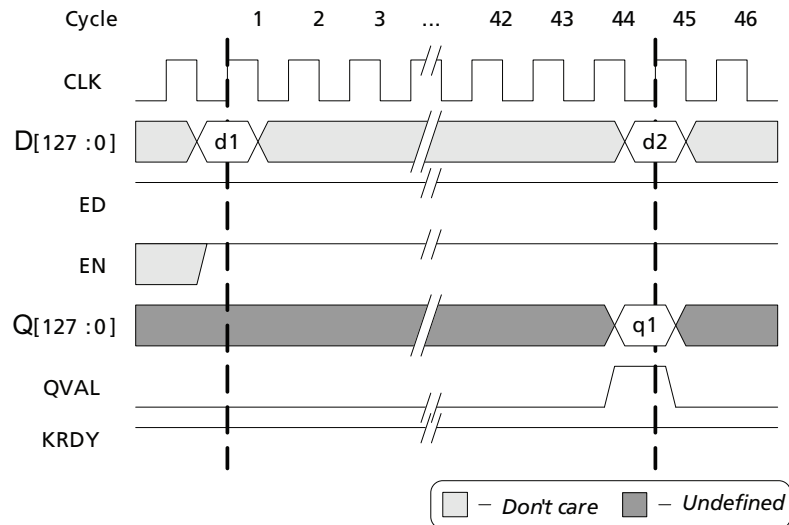 Cycle 1 2 3 ... 42 43 44 45 46
CLK
D[127 :0] d1 d2
ED
EN
Q[127 :0] q1
QVAL
KRDY
– Don't care – Undefined